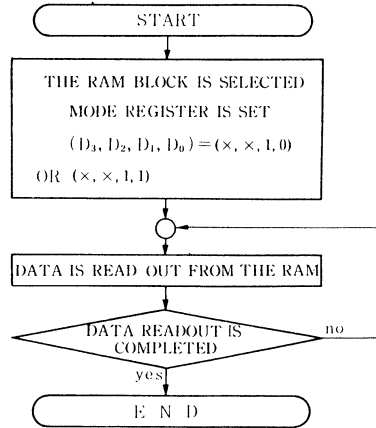 START
THE RAM BLOCK IS SELECTED
MODE REGISTER IS SET
(D₃, D₂, D₁, D₀)=(×, ×, 1, 0)
OR (×, ×, 1, 1)
DATA IS READ OUT FROM THE RAM
DATA READOUT IS
COMPLETED
no
yes
END